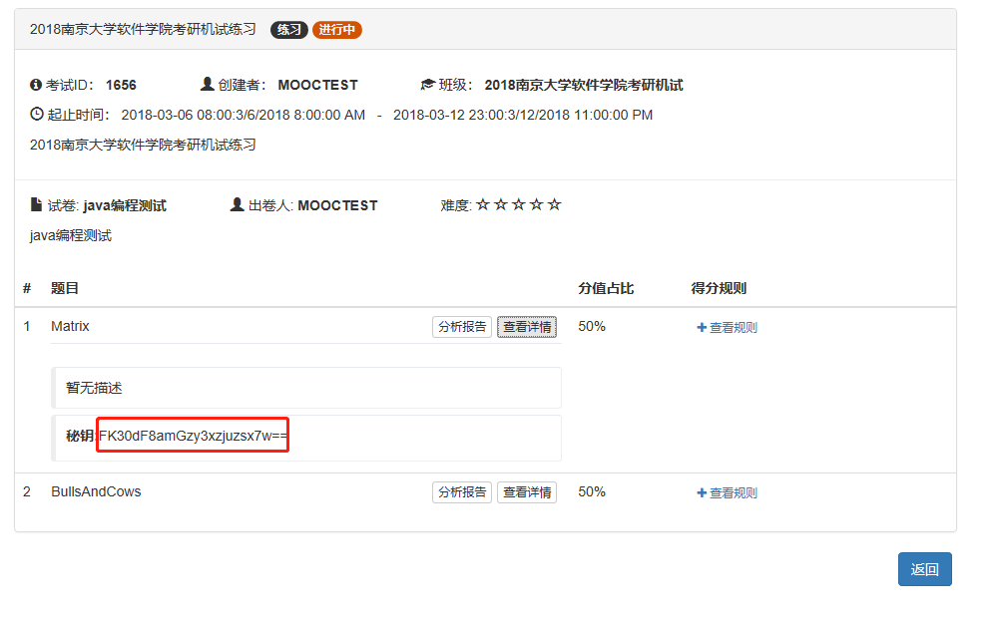 2018南京大学软件学院考研机试练习 练习 进行中
考试ID： 1656 创建者： MOOCTEST 班级： 2018南京大学软件学院考研机试
起止时间： 2018-03-06 08:00:3/6/2018 8:00:00 AM - 2018-03-12 23:00:3/12/2018 11:00:00 PM
2018南京大学软件学院考研机试练习
试卷: java编程测试 出卷人: MOOCTEST 难度: ☆☆☆☆☆
java编程测试
# 题目 分值占比 得分规则
1 Matrix 分析报告 查看详情 50% 查看规则
暂无描述
秘钥:FK30dF8amGzy3xzjuzsx7w==
2 BullsAndCows 分析报告 查看详情 50% 查看规则
返回